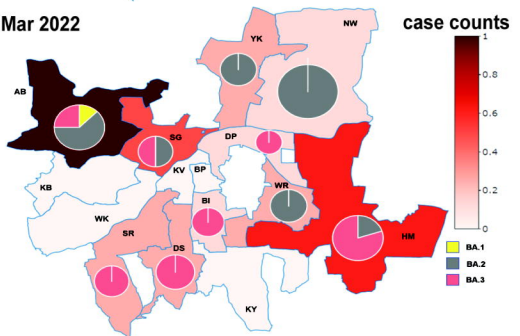 Mar 2022
case counts
NW
YK
AB
SG
DP
KV
BP
KB
WR
BI
WK
SR
DS
HM
KY
1
0.8
0.6
0.4
0.2
0
BA.1
BA.2
BA.3